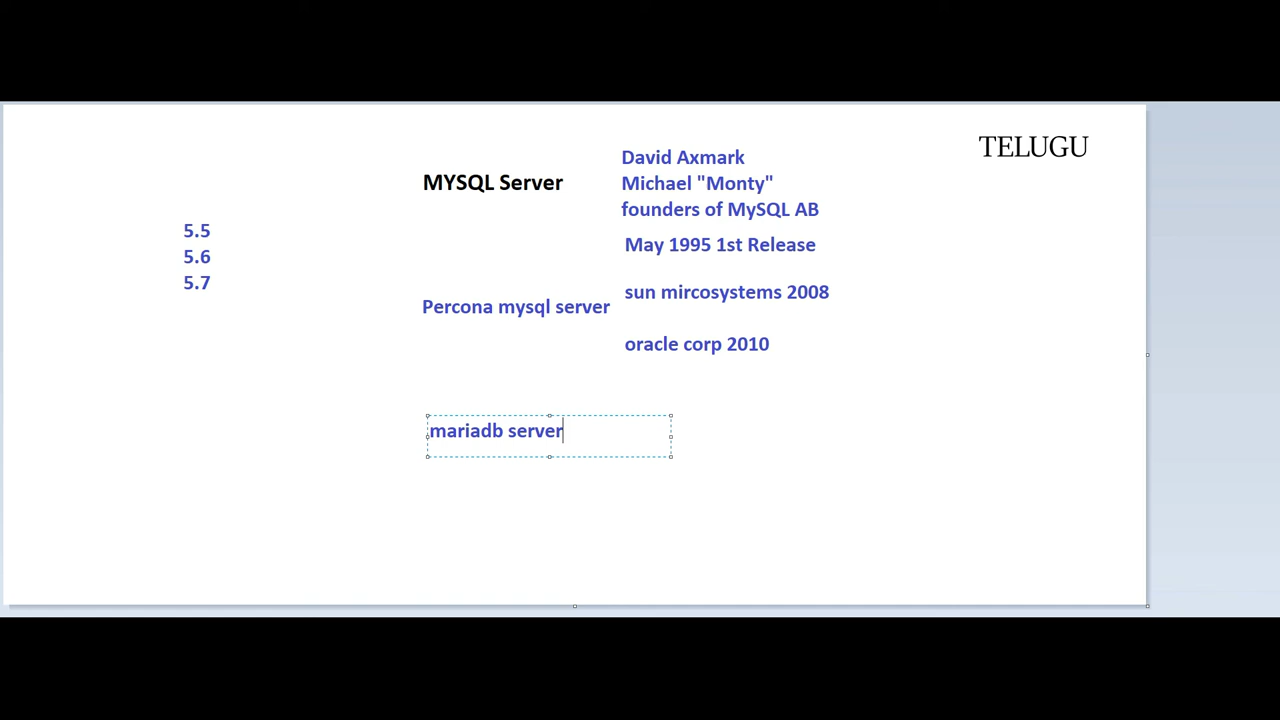 TELUGU
MYSQL Server
David Axmark
Michael "Monty"
founders of MySQL AB
May 1995 1st Release
5.5
5.6
5.7
sun mircosystems 2008
Percona mysql server
oracle corp 2010
mariadb server